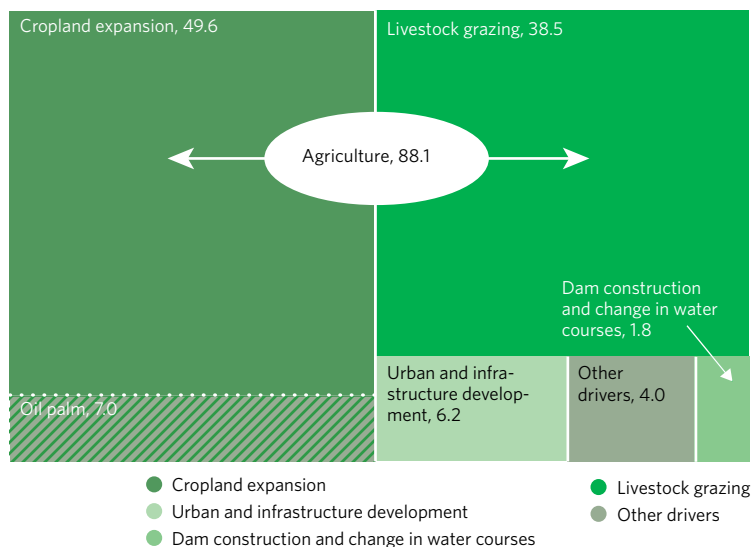 Cropland expansion, 49.6
Livestock grazing, 38.5
Agriculture, 88.1
Dam construction
and change in water
courses, 1.8
Oil palm, 7.0
Urban and infra-
structure develop-
ment, 6.2
Other
drivers, 4.0
Cropland expansion
Urban and infrastructure development
Dam construction and change in water courses
Livestock grazing
Other drivers